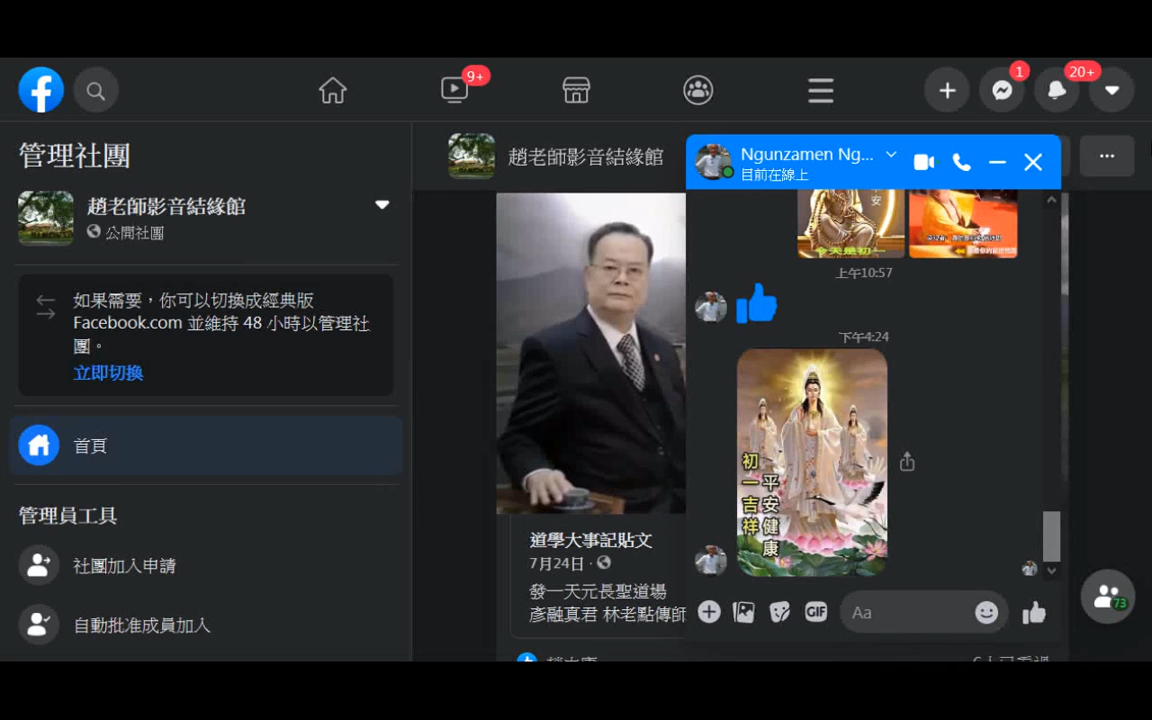 9+
1
20+
管理社團
趙老師影音結緣館
公開社團
如果需要，你可以切換成經典版
Facebook.com 並維持 48 小時以管理社
團。
立即切換
首頁
管理員工具
社團加入申請
自動批准成員加入
趙老師影音結緣館
道學大事記貼文
7月24日
發一天元長聖道場
彥融真君 林老點傳師
Ngunzamen Ng...
目前在線上
安
今天是初一
上午10:57
下午4:24
初一吉祥
平安健康
GIF
Aa
73